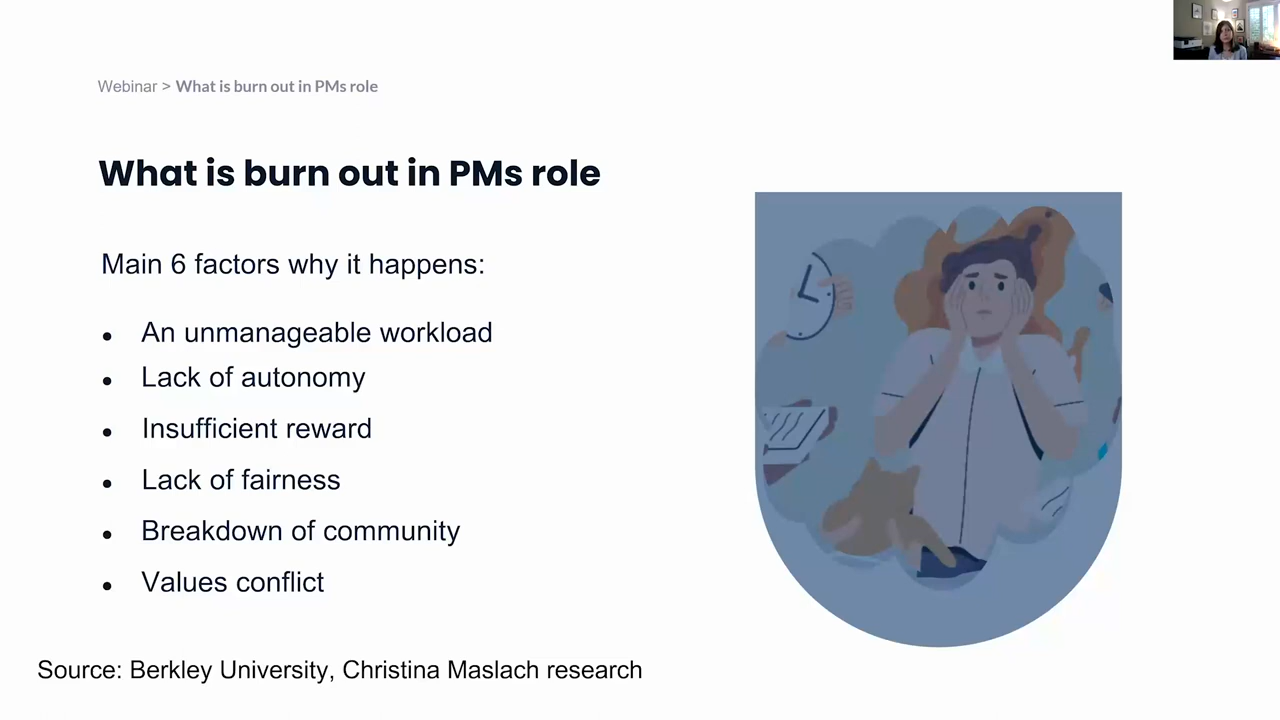 Webinar > What is burn out in PMs role
What is burn out in PMs role
Main 6 factors why it happens:
• An unmanageable workload
• Lack of autonomy
• Insufficient reward
• Lack of fairness
• Breakdown of community
• Values conflict
Source: Berkley University, Christina Maslach research